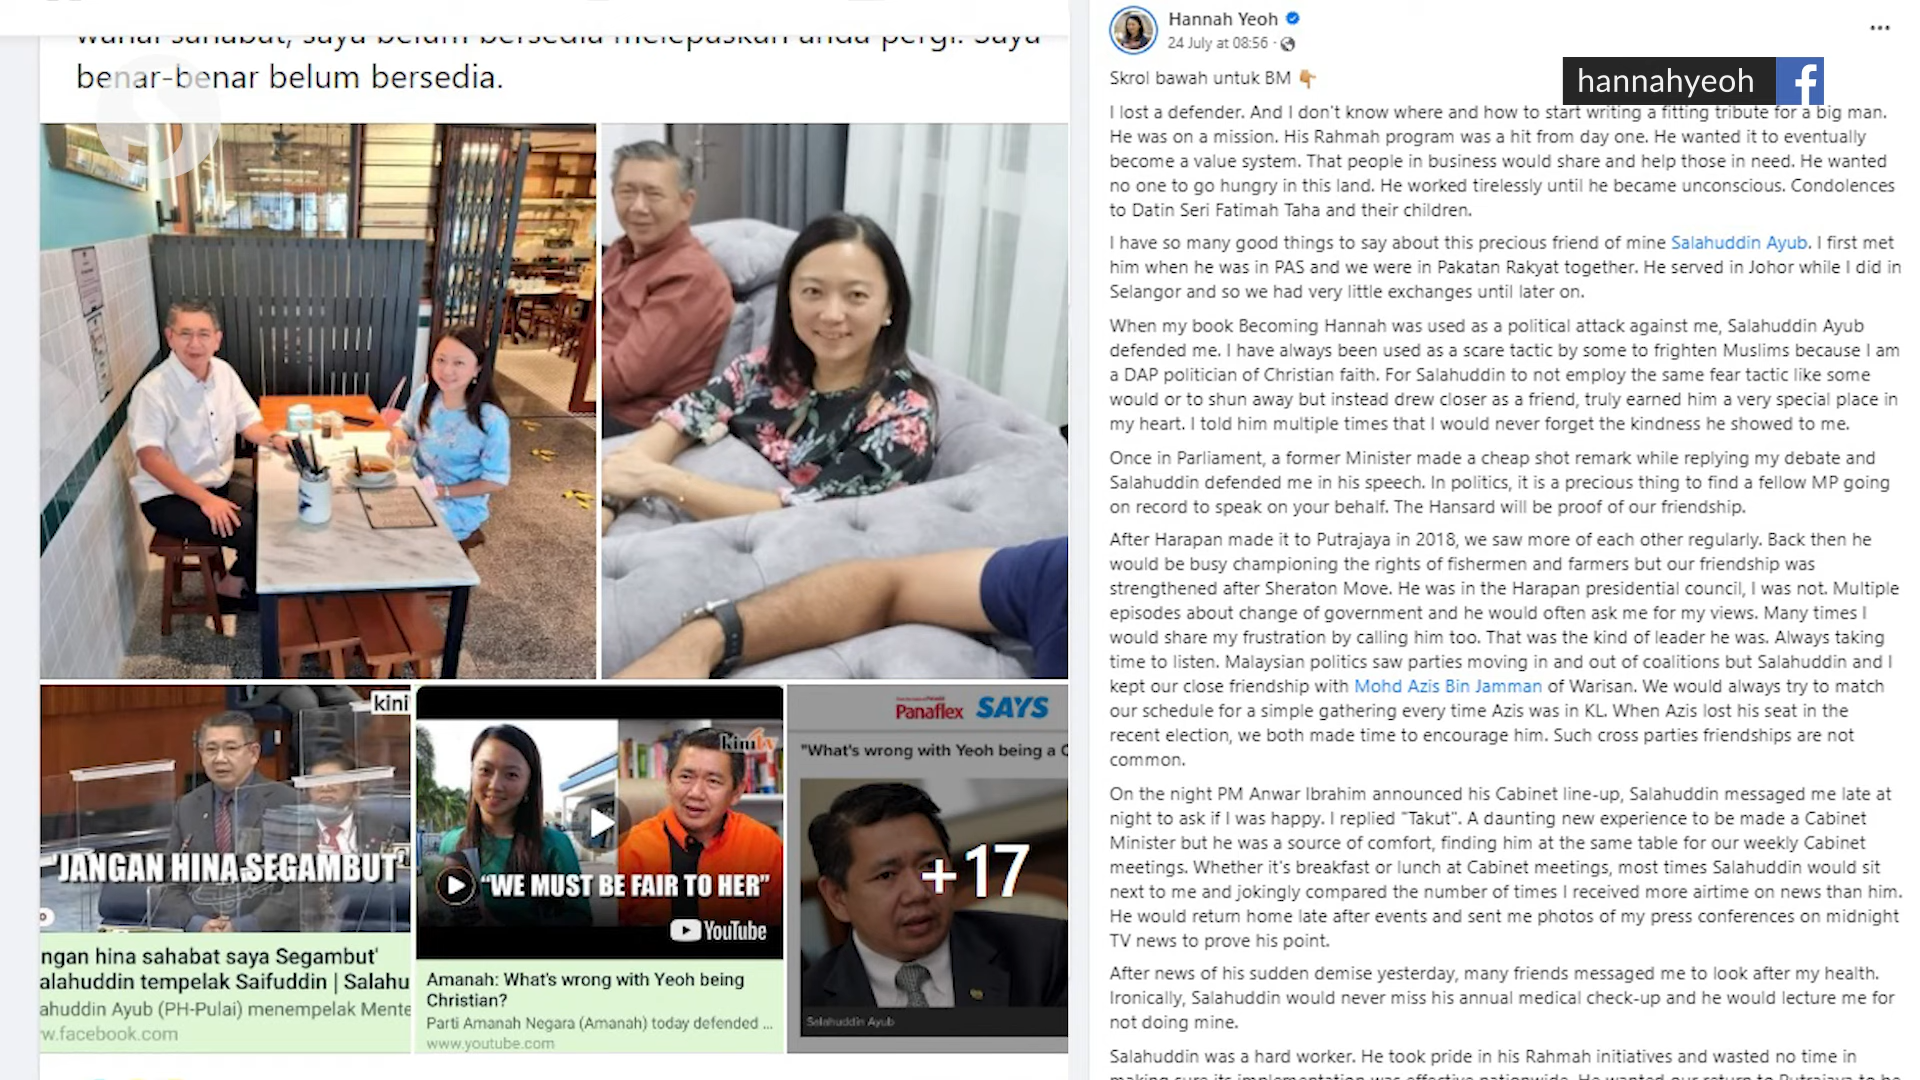 wahai sahabat, saya belum bersedia melepaskan anda pergi. Saya
benar-benar belum bersedia.
kini
'JANGAN HINA SEGAMBUT'
ngan hina sahabat saya Segambut'
alahuddin tempelak Saifuddin | Salahu
ahuddin Ayub (PH-Pulai) menempelak Mente
w.facebook.com
kinitv
"WE MUST BE FAIR TO HER"
YouTube
Amanah: What's wrong with Yeoh being
Christian?
Parti Amanah Negara (Amanah) today defended ...
www.youtube.com
Panaflex SAYS
"What's wrong with Yeoh being a C
+17
Salahuddin Ayub
Hannah Yeoh
24 July at 08:56
hannahyeoh f
Skrol bawah untuk BM
I lost a defender. And I don't know where and how to start writing a fitting tribute for a big man.
He was on a mission. His Rahmah program was a hit from day one. He wanted it to eventually
become a value system. That people in business would share and help those in need. He wanted
no one to go hungry in this land. He worked tirelessly until he became unconscious. Condolences
to Datin Seri Fatimah Taha and their children.
I have so many good things to say about this precious friend of mine Salahuddin Ayub. I first met
him when he was in PAS and we were in Pakatan Rakyat together. He served in Johor while I did in
Selangor and so we had very little exchanges until later on.
When my book Becoming Hannah was used as a political attack against me, Salahuddin Ayub
defended me. I have always been used as a scare tactic by some to frighten Muslims because I am
a DAP politician of Christian faith. For Salahuddin to not employ the same fear tactic like some
would or to shun away but instead drew closer as a friend, truly earned him a very special place in
my heart. I told him multiple times that I would never forget the kindness he showed to me.
Once in Parliament, a former Minister made a cheap shot remark while replying my debate and
Salahuddin defended me in his speech. In politics, it is a precious thing to find a fellow MP going
on record to speak on your behalf. The Hansard will be proof of our friendship.
After Harapan made it to Putrajaya in 2018, we saw more of each other regularly. Back then he
would be busy championing the rights of fishermen and farmers but our friendship was
strengthened after Sheraton Move. He was in the Harapan presidential council, I was not. Multiple
episodes about change of government and he would often ask me for my views. Many times I
would share my frustration by calling him too. That was the kind of leader he was. Always taking
time to listen. Malaysian politics saw parties moving in and out of coalitions but Salahuddin and I
kept our close friendship with Mohd Azis Bin Jamman of Warisan. We would always try to match
our schedule for a simple gathering every time Azis was in KL. When Azis lost his seat in the
recent election, we both made time to encourage him. Such cross parties friendships are not
common.
On the night PM Anwar Ibrahim announced his Cabinet line-up, Salahuddin messaged me late at
night to ask if I was happy. I replied "Takut". A daunting new experience to be made a Cabinet
Minister but he was a source of comfort, finding him at the same table for our weekly Cabinet
meetings. Whether it's breakfast or lunch at Cabinet meetings, most times Salahuddin would sit
next to me and jokingly compared the number of times I received more airtime on news than him.
He would return home late after events and sent me photos of my press conferences on midnight
TV news to prove his point.
After news of his sudden demise yesterday, many friends messaged me to look after my health.
Ironically, Salahuddin would never miss his annual medical check-up and he would lecture me for
not doing mine.
Salahuddin was a hard worker. He took pride in his Rahmah initiatives and wasted no time in
making sure its implementation was effective nationwide. He wanted our return to Putrajaya to be